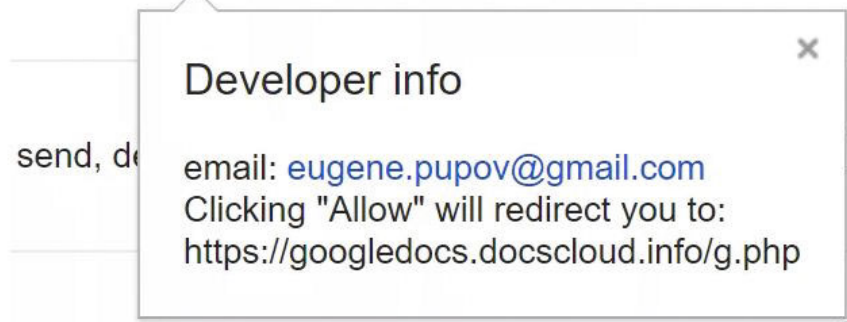 Developer info
send,
email: eugene.pupov@gmail.com
Clicking "Allow" will redirect you to:
https://googledocs.docscloud.info/g.php